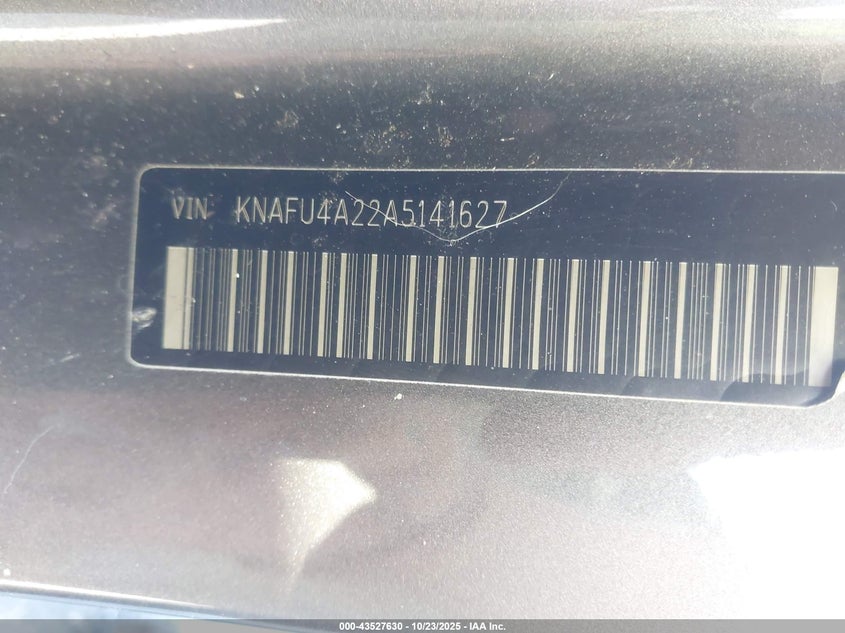 VIN KNAFU4A22A5141627
000-43527630 - 10/23/2025 - IAA Inc.